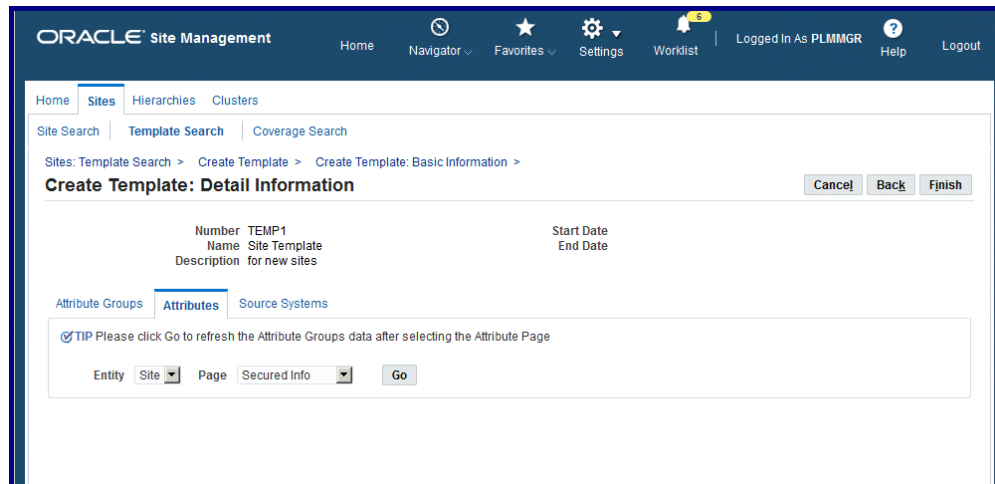 ORACLE® Site Management
Home
Navigator
Favorites
Settings
6
Worklist
Logged In As PLMMGR
?
Help
Logout
Home Sites Hierarchies Clusters
Site Search Template Search Coverage Search
Sites: Template Search > Create Template > Create Template: Basic Information >
Create Template: Detail Information
Cancel Back Finish
Number TEMP1 Start Date
Name Site Template End Date
Description for new sites
Attribute Groups Attributes Source Systems
TIP Please click Go to refresh the Attribute Groups data after selecting the Attribute Page
Entity Site Page Secured Info Go